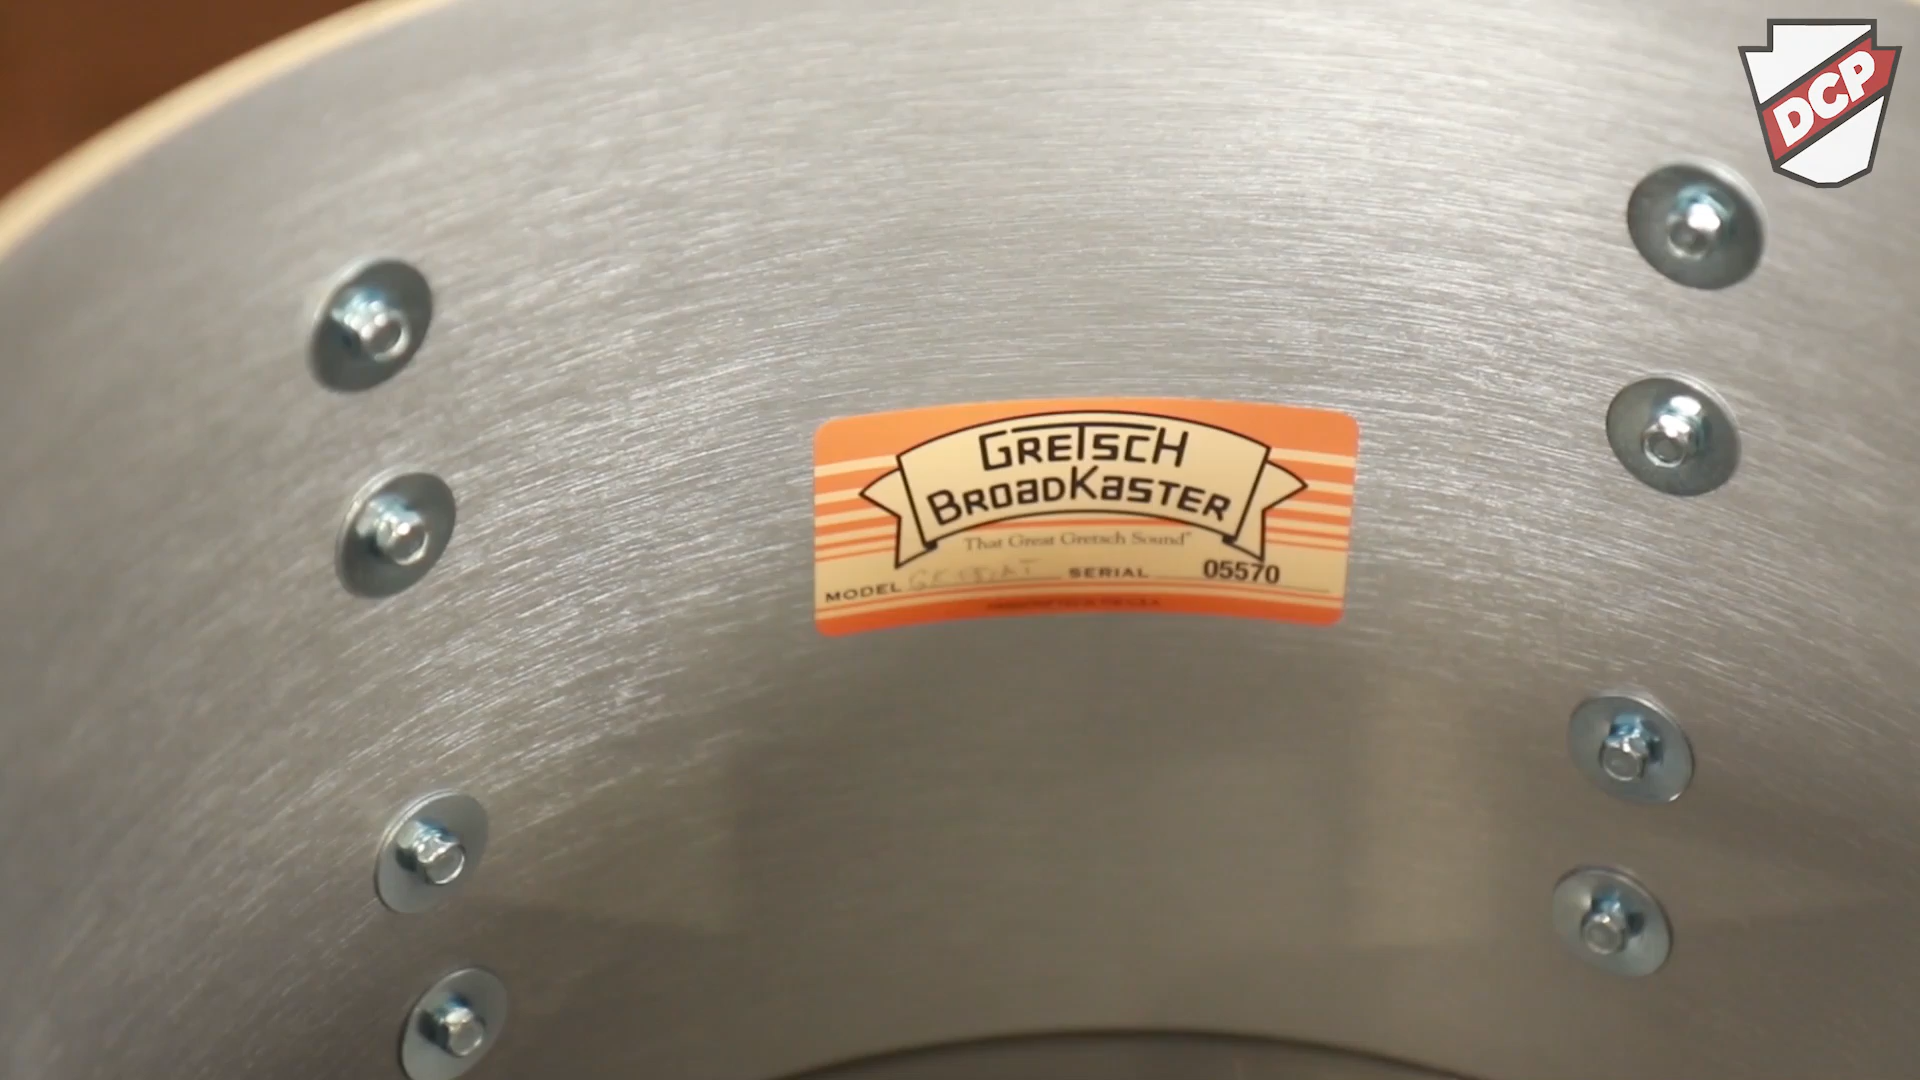 DCP
GRETSCH
BROADKASTER
That Great Gretsch Sound
MODEL SERIAL 05570